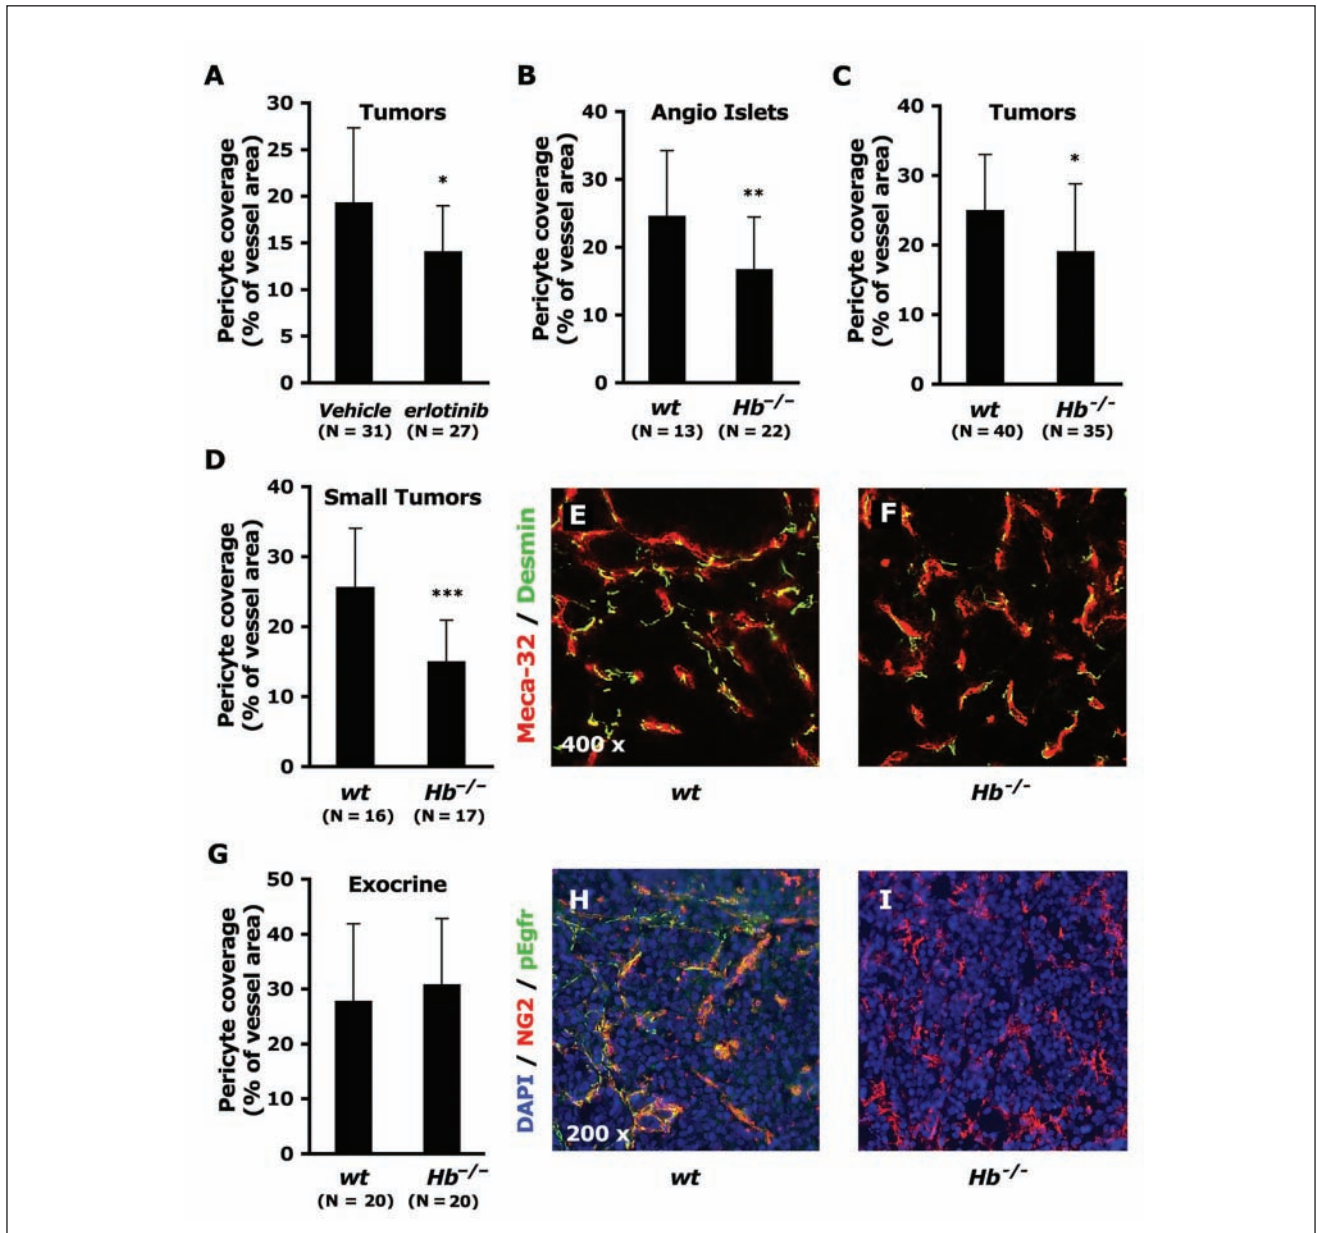 A
Tumors
Pericyte coverage
(% of vessel area)
30
25
20
15
10
5
0
*
Vehicle
(N = 31)
erlotinib
(N = 27)
B
Angio Islets
Pericyte coverage
(% of vessel area)
40
30
20
10
0
**
wt
(N = 13)
Hb−/−
(N = 22)
C
Tumors
Pericyte coverage
(% of vessel area)
40
30
20
10
0
*
wt
(N = 40)
Hb−/−
(N = 35)
D
Small Tumors
Pericyte coverage
(% of vessel area)
40
30
20
10
0
***
wt
(N = 16)
Hb−/−
(N = 17)
Meca-32 / Desmin
E
400 x
wt
F
Hb−/-
G
Exocrine
Pericyte coverage
(% of vessel area)
50
40
30
20
10
0
wt
(N = 20)
Hb−/−
(N = 20)
DAPI / NG2 / pEgfr
H
200 x
wt
I
Hb−/-